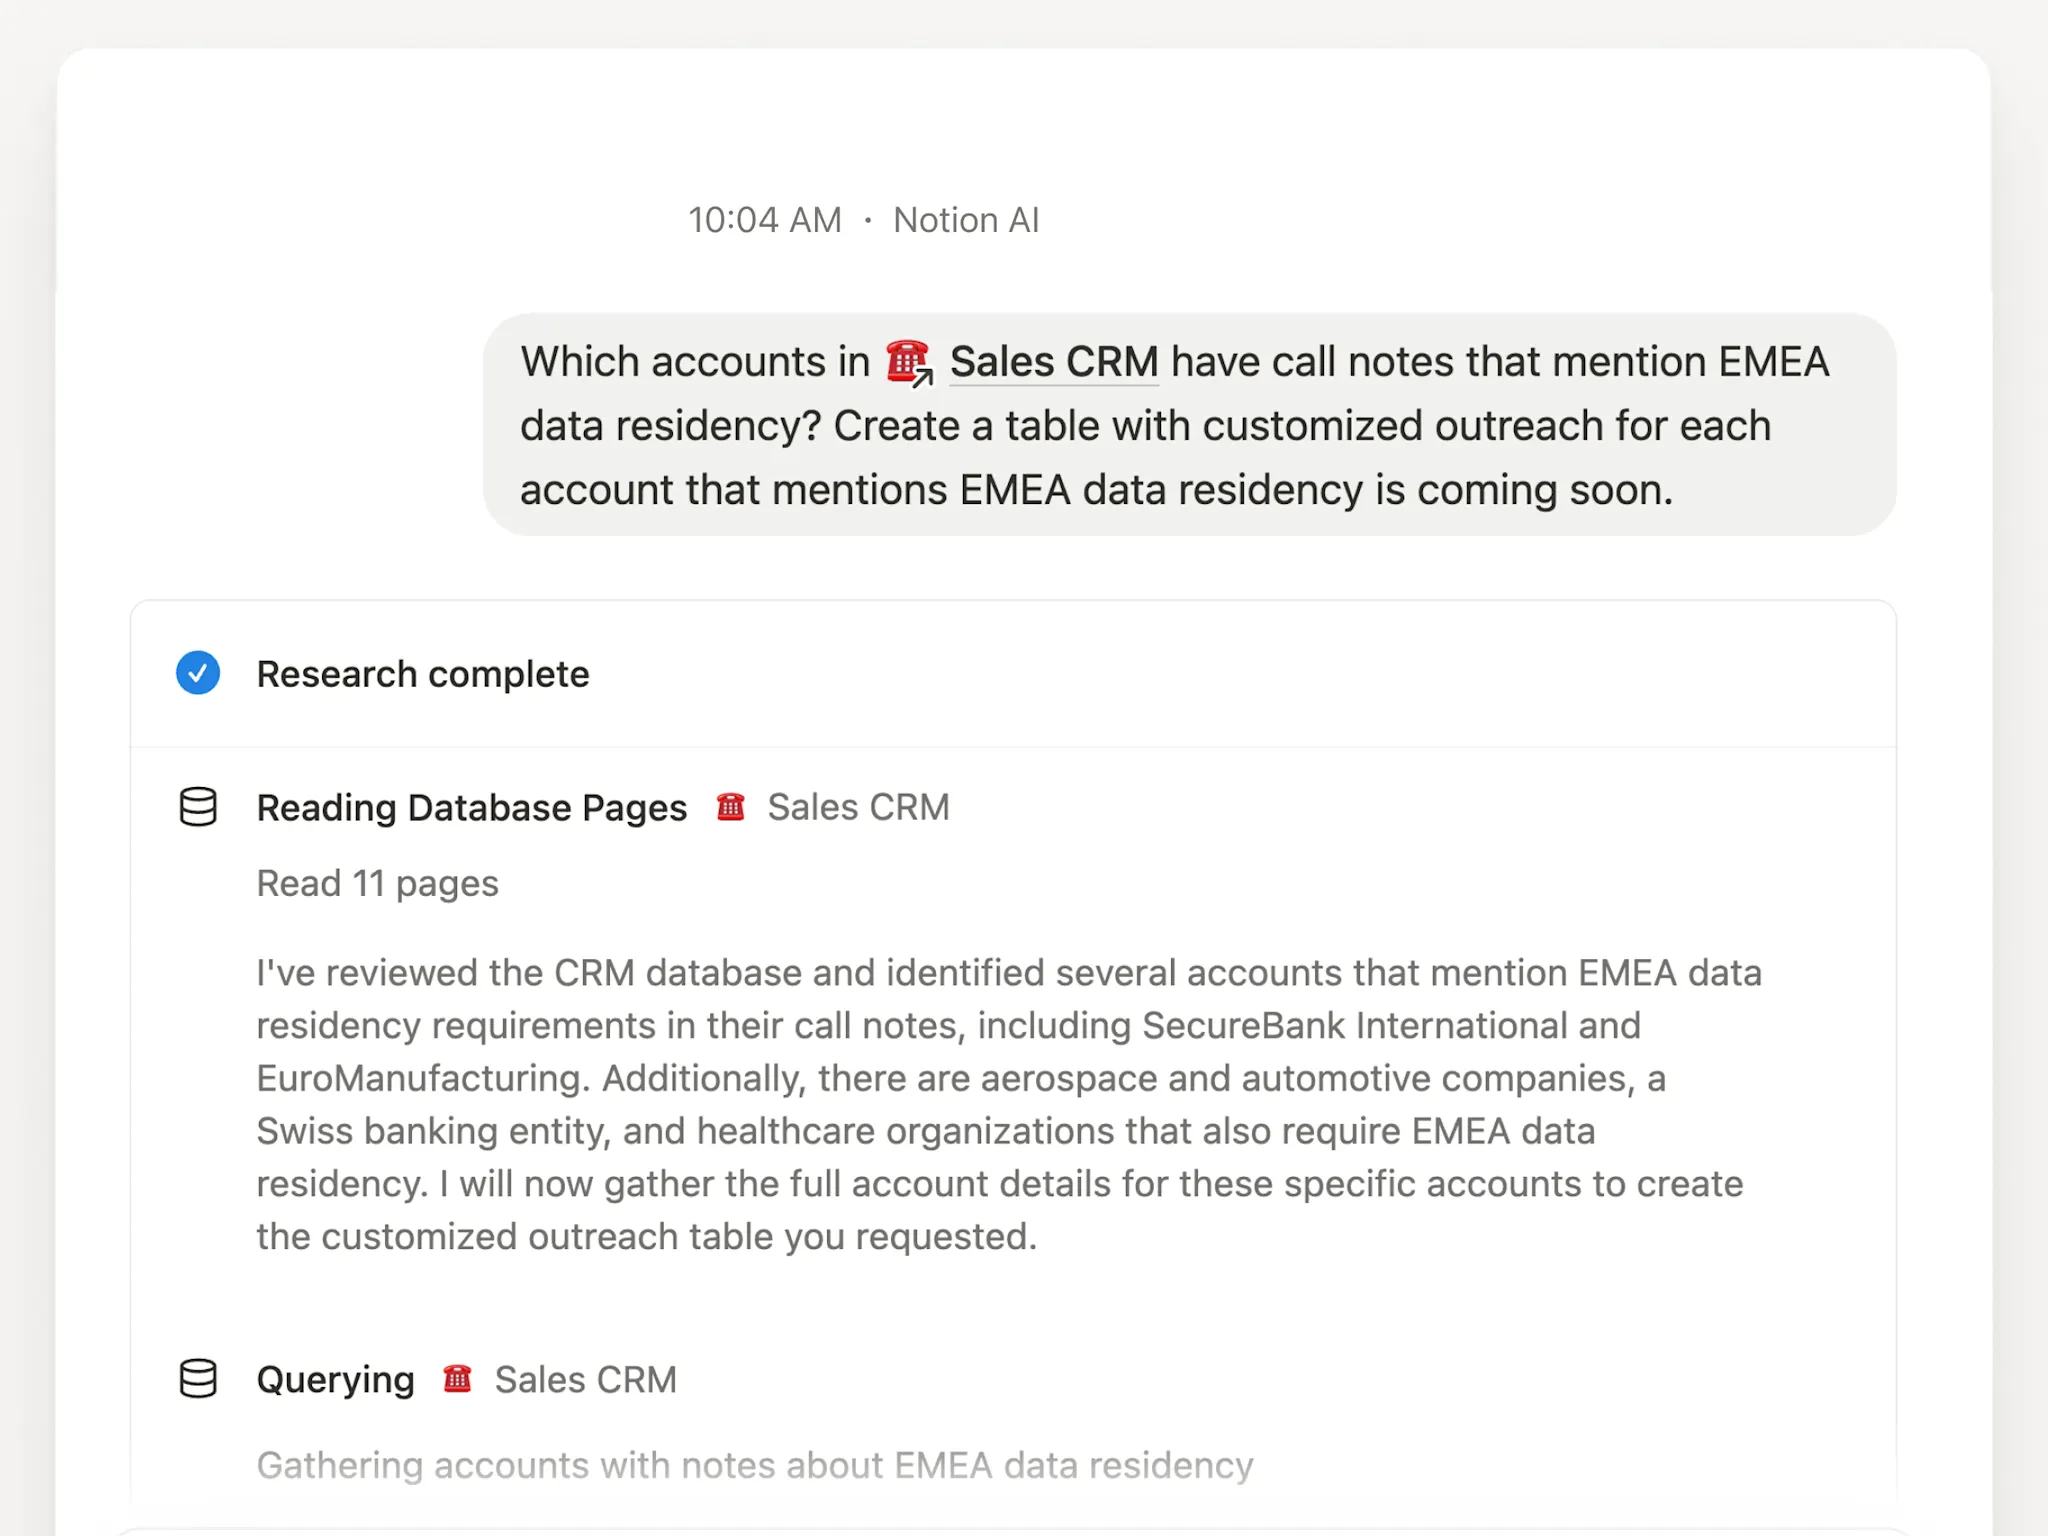 10:04 AM · Notion AI
Which accounts in Sales CRM have call notes that mention EMEA
data residency? Create a table with customized outreach for each
account that mentions EMEA data residency is coming soon.
Research complete
Reading Database Pages Sales CRM
Read 11 pages
I've reviewed the CRM database and identified several accounts that mention EMEA data
residency requirements in their call notes, including SecureBank International and
EuroManufacturing. Additionally, there are aerospace and automotive companies, a
Swiss banking entity, and healthcare organizations that also require EMEA data
residency. I will now gather the full account details for these specific accounts to create
the customized outreach table you requested.
Querying Sales CRM
Gathering accounts with notes about EMEA data residency